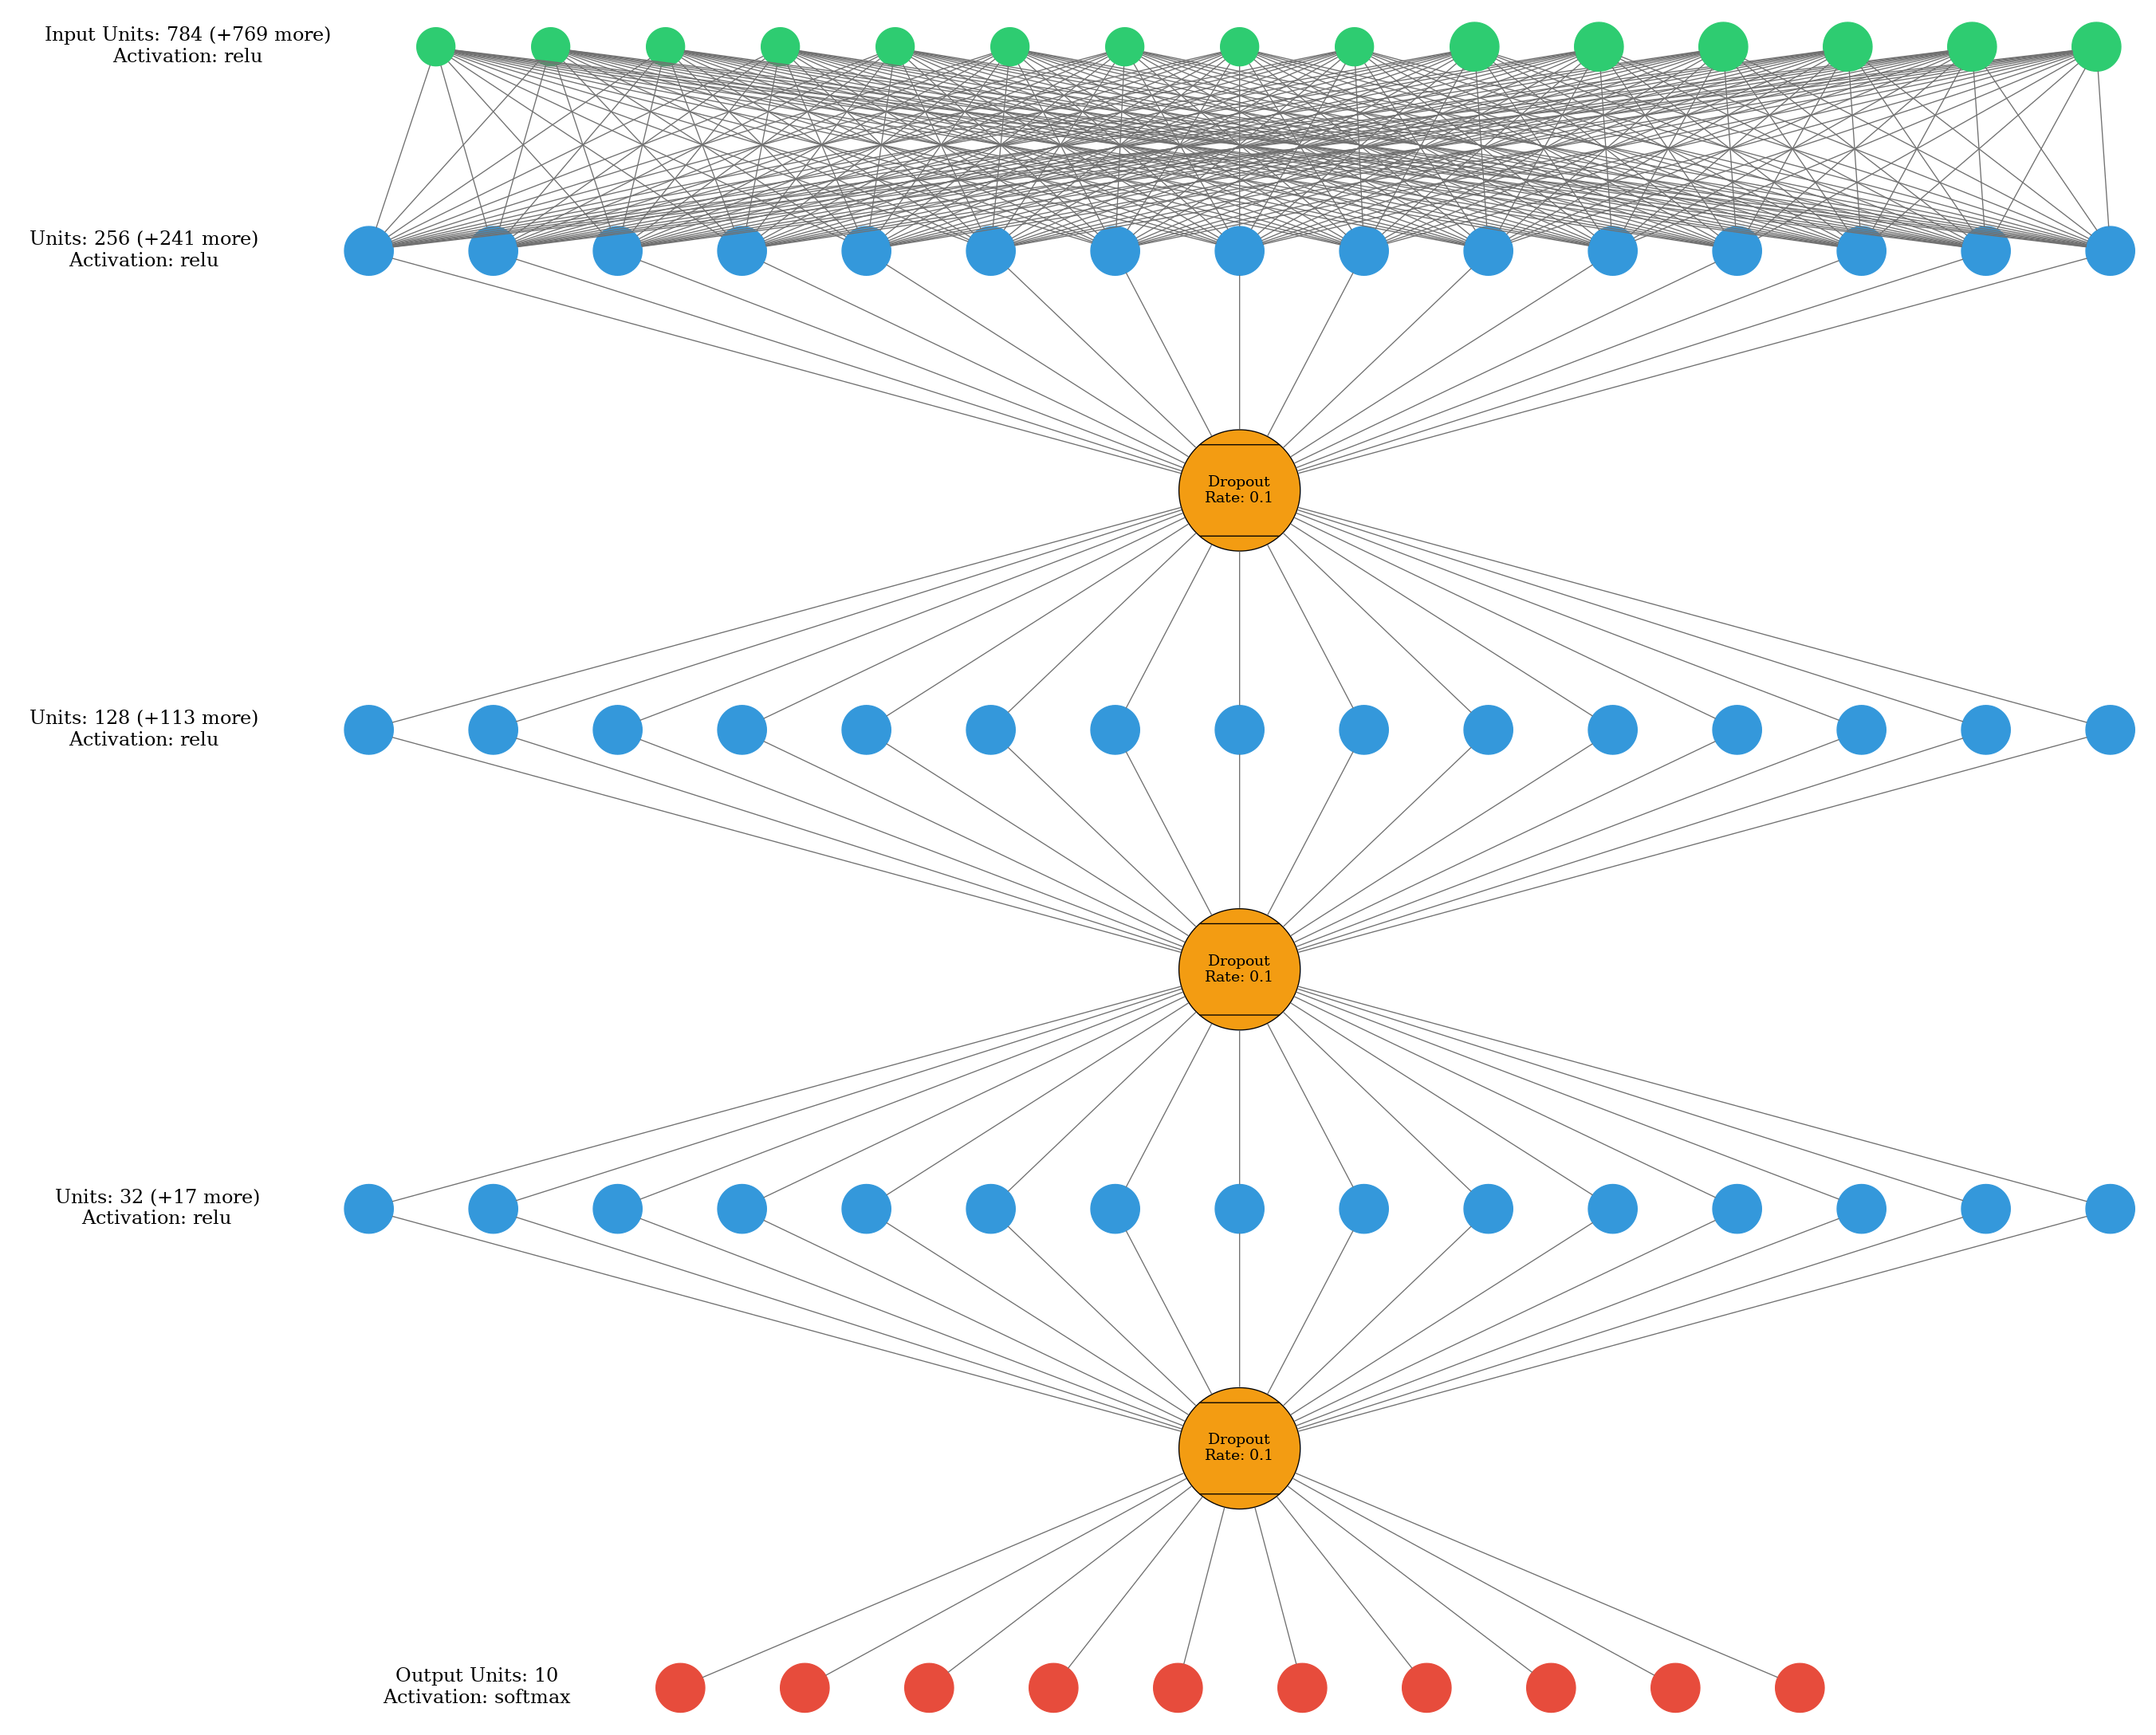 Input Units: 784 (+769 more)
Activation: relu
Units: 256 (+241 more)
Activation: relu
Dropout
Rate: 0.1
Units: 128 (+113 more)
Activation: relu
Dropout
Rate: 0.1
Units: 32 (+17 more)
Activation: relu
Dropout
Rate: 0.1
Output Units: 10
Activation: softmax